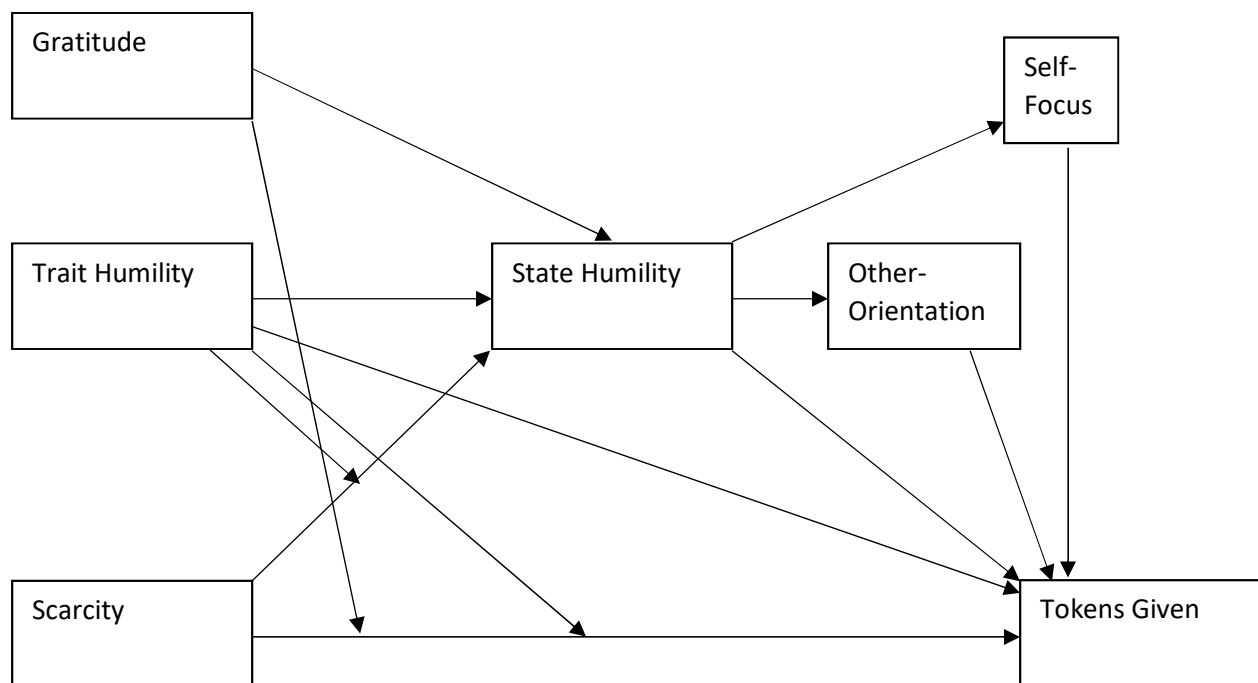 Gratitude
Self-
Focus
Trait Humility
State Humility
Other-
Orientation
Scarcity
Tokens Given